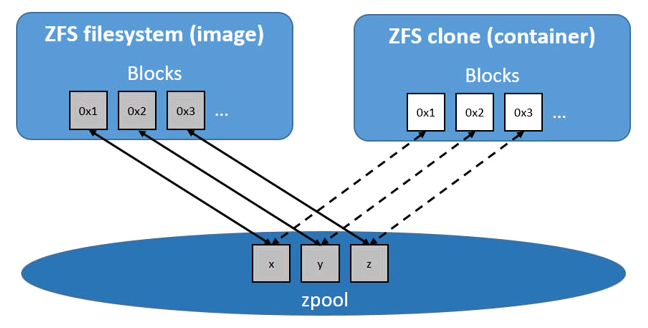 ZFS filesystem (image)
Blocks
0x1 0x2 0x3 ...
ZFS clone (container)
Blocks
0x1 0x2 0x3 ...
x y z
zpool